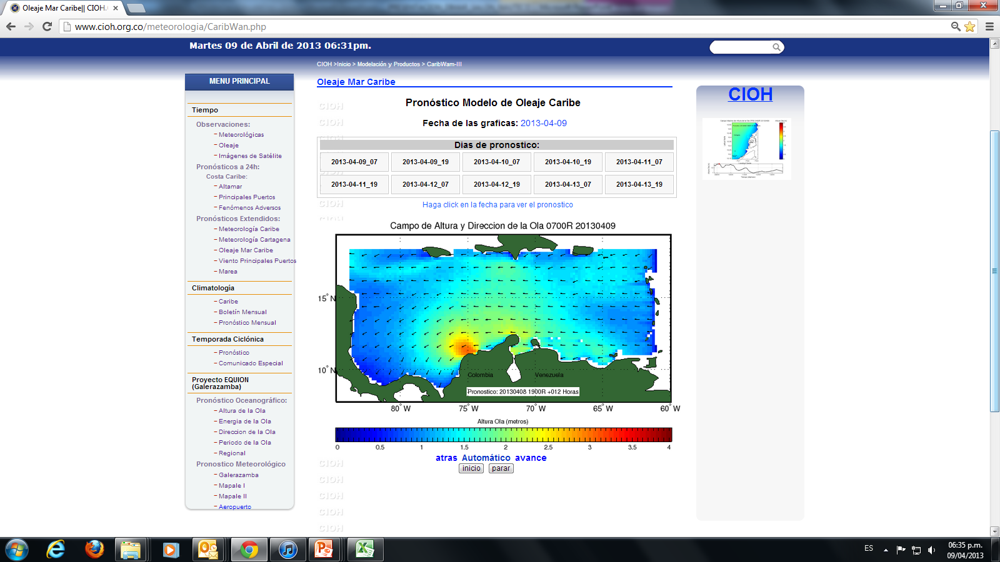 Oleaje Mar Caribe|| CIOH.
www.cioh.org.co/meteorologia/CaribWan.php
Martes 09 de Abril de 2013 06:31pm.
CIOH >Inicio > Modelación y Productos > CaribWam-III
MENU PRINCIPAL
Tiempo
Observaciones:
Meteorológicas
Oleaje
Imágenes de Satélite
Pronósticos a 24h:
Costa Caribe:
Altamar
Principales Puertos
Fenómenos Adversos
Pronósticos Extendidos:
Meteorología Caribe
Meteorología Cartagena
Oleaje Mar Caribe
Viento Principales Puertos
Marea
Climatología
Caribe
Boletín Mensual
Pronóstico Mensual
Temporada Ciclónica
Pronóstico
Comunicado Especial
Proyecto EQUION
(Galerazamba)
Pronóstico Oceanográfico:
Altura de la Ola
Energia de la Ola
Direccion de la Ola
Periodo de la Ola
Regional
Pronostico Meteorológico
Galerazamba
Mapale I
Mapale II
Aeropuerto
Oleaje Mar Caribe
Pronóstico Modelo de Oleaje Caribe
Fecha de las graficas: 2013-04-09
Dias de pronostico:
2013-04-09_07 2013-04-09_19 2013-04-10_07 2013-04-10_19 2013-04-11_07
2013-04-11_19 2013-04-12_07 2013-04-12_19 2013-04-13_07 2013-04-13_19
Haga click en la fecha para ver el pronostico
Campo de Altura y Direccion de la Ola 0700R 20130409
15° N
10° N
Colombia Venezuela
Pronostico: 20130408 1900R +012 Horas
80° W 75° W 70° W 65° W 60° W
Altura Ola (metros)
0 0.5 1 1.5 2 2.5 3 3.5 4
atras Automático avance
inicio parar
CIOH
CIOH
CIOH
CIOH
CIOH
CIOH
CIOH
CIOH
CIOH
ES
06:35 p.m.
09/04/2013